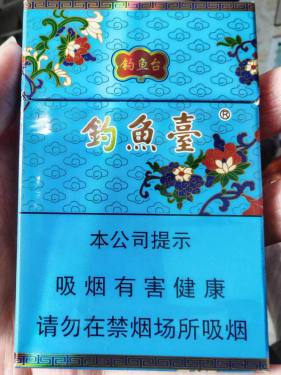 钓鱼台
釣魚臺®
本公司提示
吸烟有害健康
请勿在禁烟场所吸烟